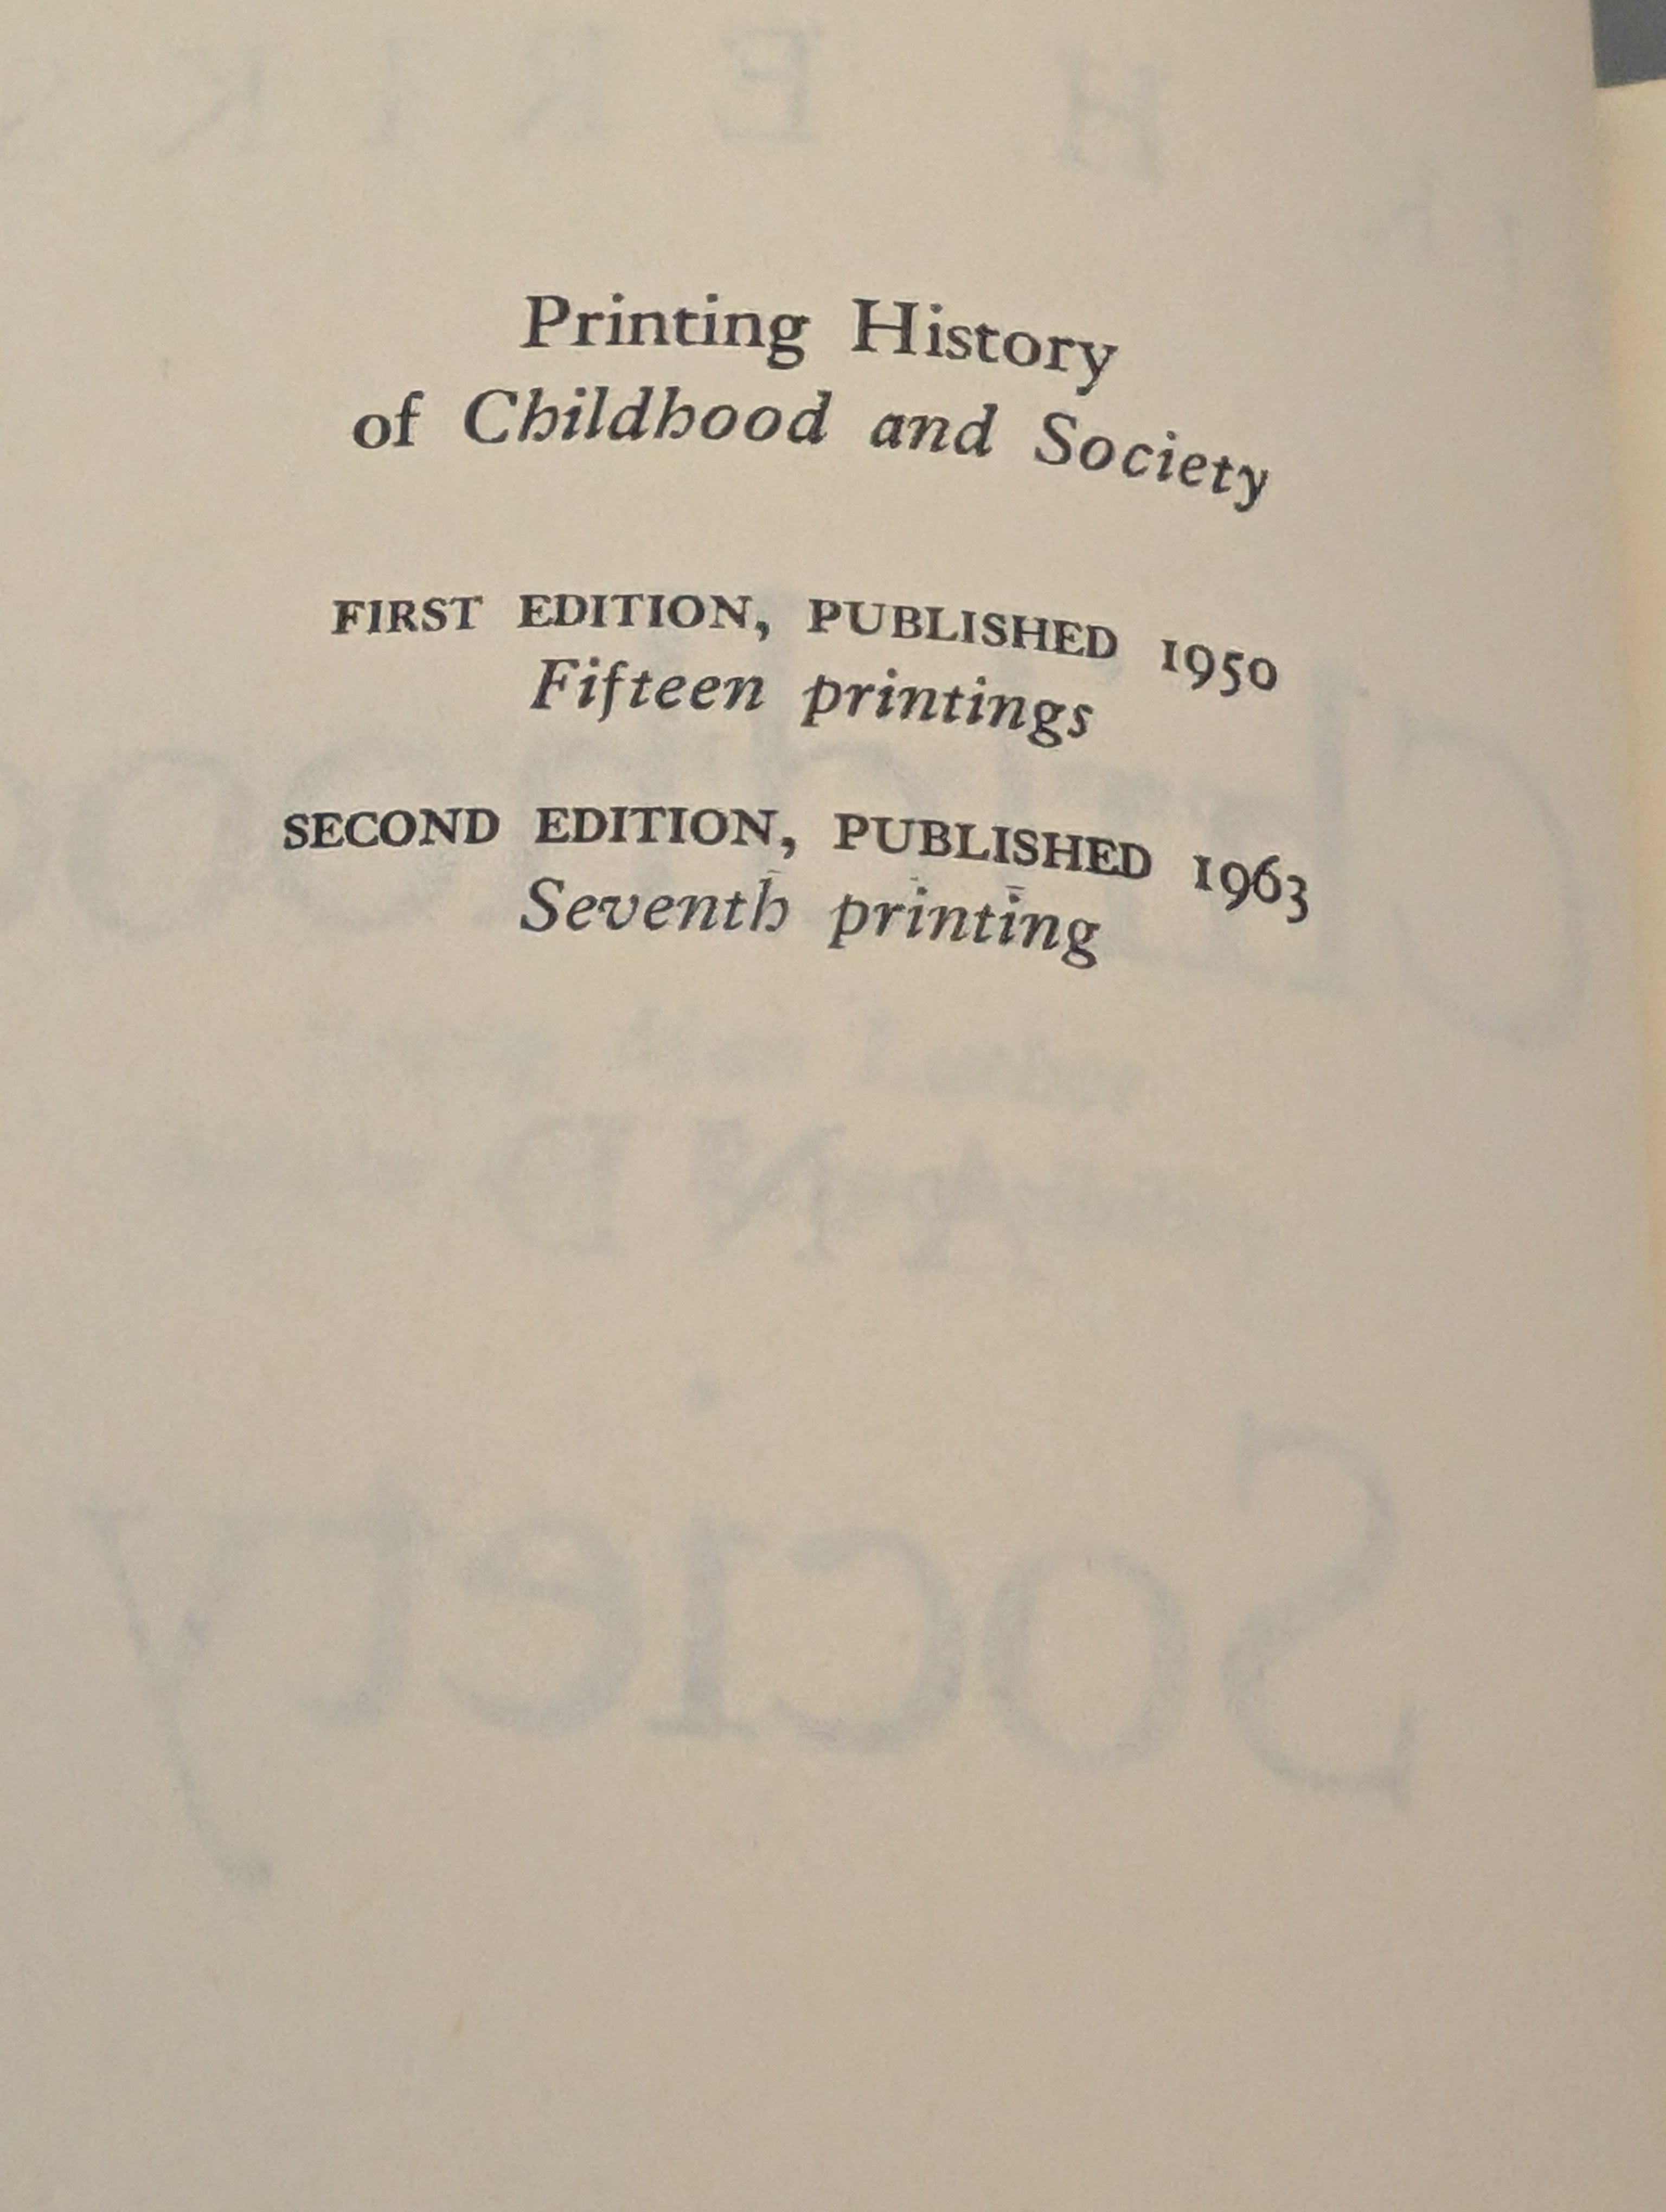 Printing History
of Childhood and Society
FIRST EDITION, PUBLISHED 1950
Fifteen printings
SECOND EDITION, PUBLISHED 1963
Seventh printing